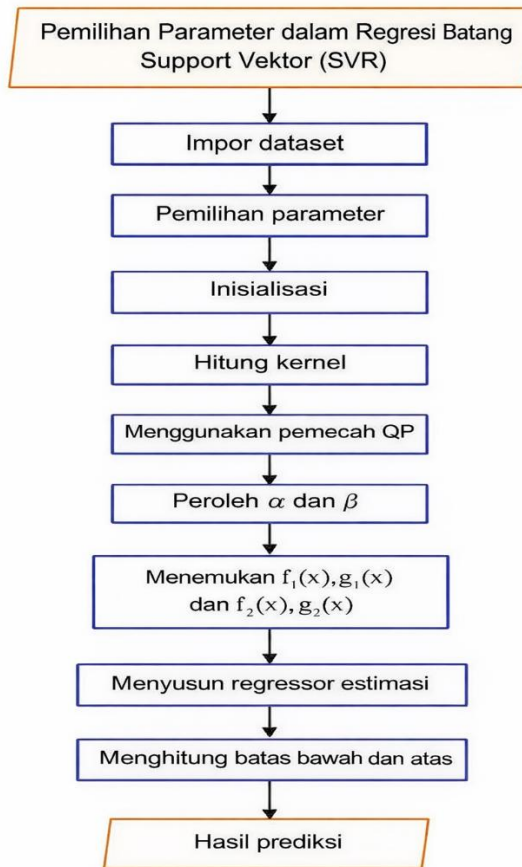 Pemilihan Parameter dalam Regresi Batang
Support Vektor (SVR)
Impor dataset
Pemilihan parameter
Inisialisasi
Hitung kernel
Menggunakan pemecah QP
Peroleh α dan β
Menemukan f₁(x), g₁(x)
dan f₂(x), g₂(x)
Menyusun regressor estimasi
Menghitung batas bawah dan atas
Hasil prediksi